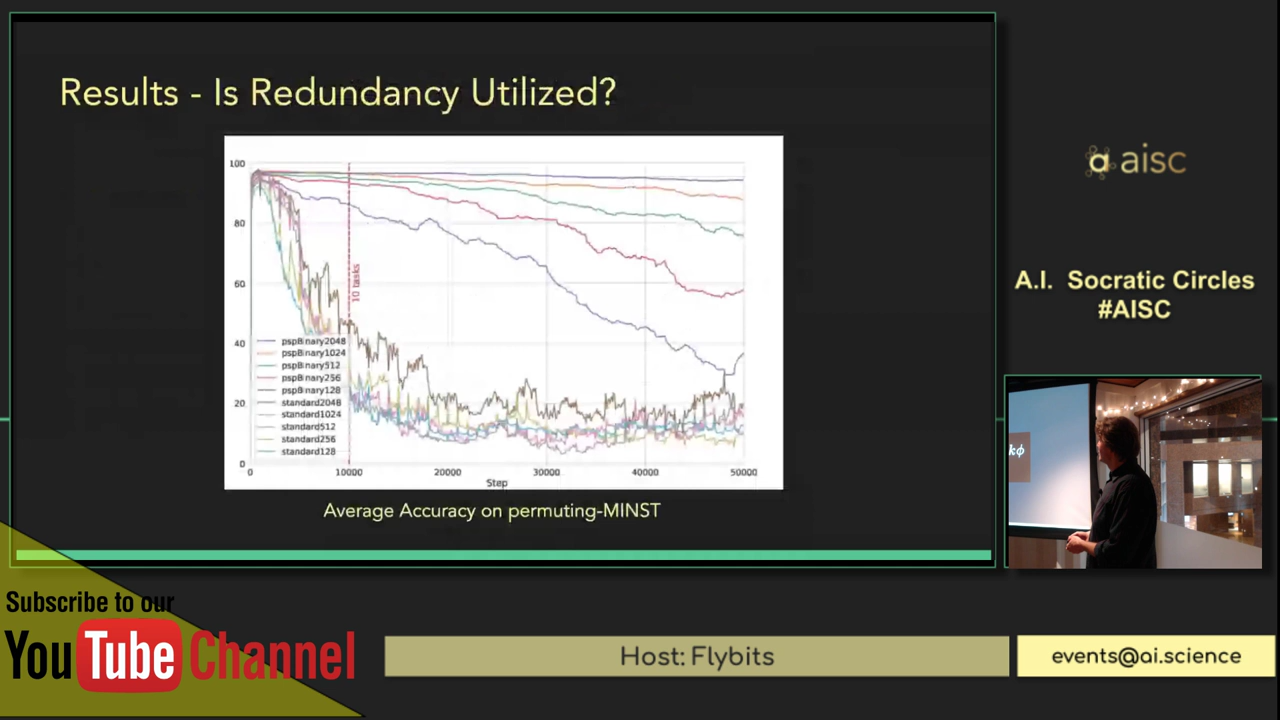 Results - Is Redundancy Utilized?
100
80
60
40
20
0
10 tasks
pspBinary2048
pspBinary1024
pspBinary512
pspBinary256
pspBinary128
standard2048
standard1024
standard512
standard256
standard128
0 10000 20000 30000 40000 50000
Step
Average Accuracy on permuting-MINST
aisc
A.I. Socratic Circles
#AISC
kϕ
Subscribe to our
YouTube Channel
Host: Flybits
events@ai.science